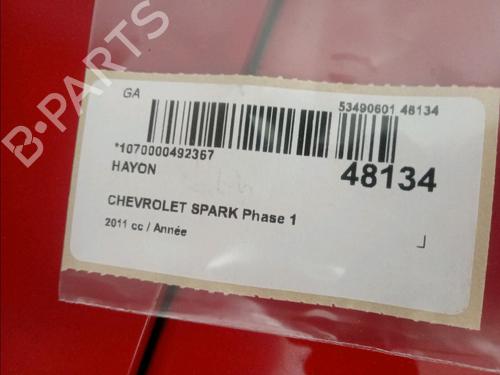 B-PARTS
GA
53490601 48134
*1070000492367
HAYON
48134
CHEVROLET SPARK Phase 1
2011 cc / Année